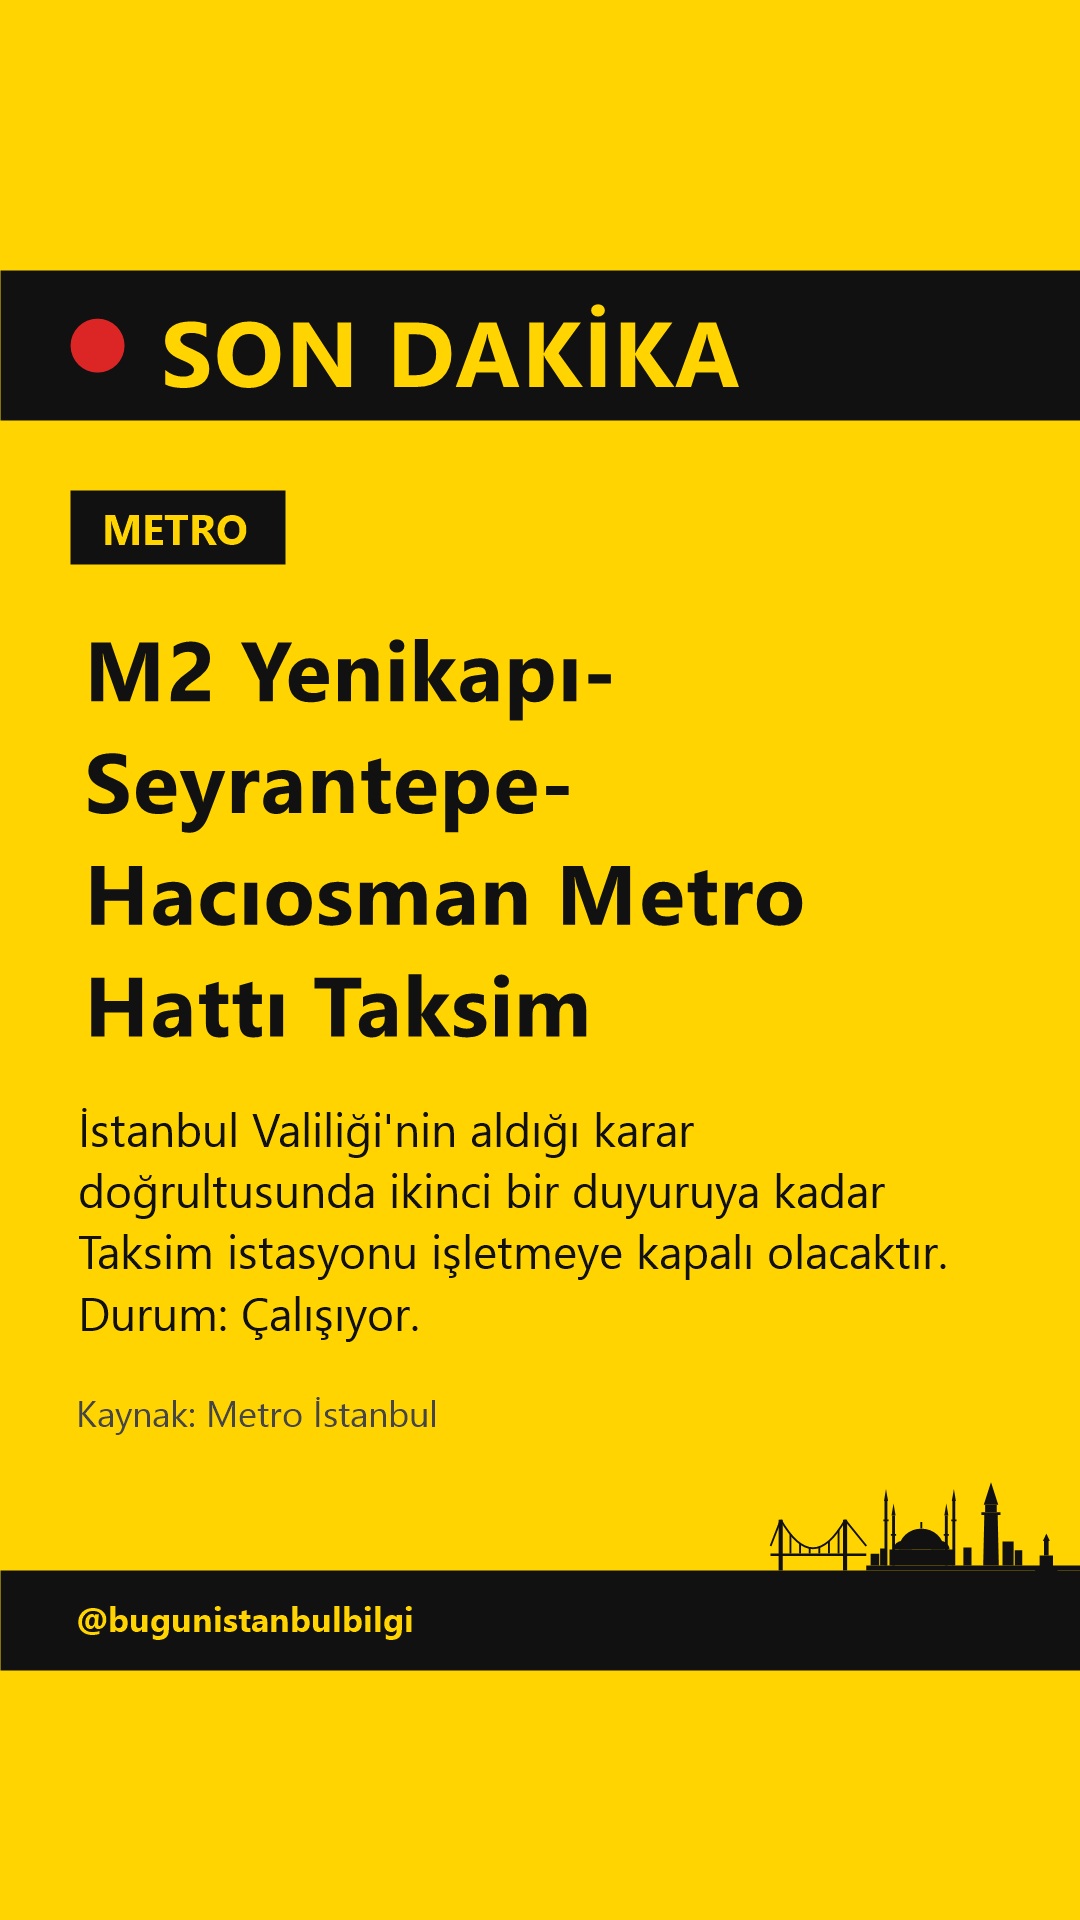 SON DAKİKA
METRO
M2 Yenikapı-
Seyrantepe-
Hacıosman Metro
Hattı Taksim
İstanbul Valiliği'nin aldığı karar
doğrultusunda ikinci bir duyuruya kadar
Taksim istasyonu işletmeye kapalı olacaktır.
Durum: Çalışıyor.
Kaynak: Metro İstanbul
@bugunistanbulbilgi